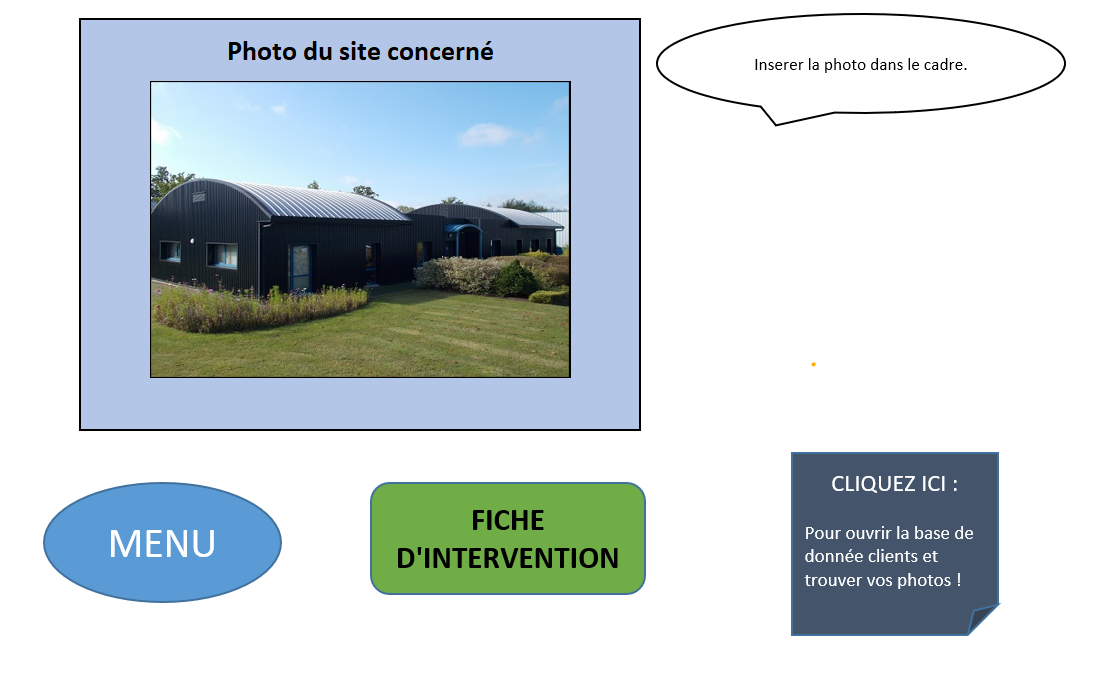 Photo du site concerné
Inserer la photo dans le cadre.
MENU
FICHE
D'INTERVENTION
CLIQUEZ ICI :
Pour ouvrir la base de
donnée clients et
trouver vos photos !